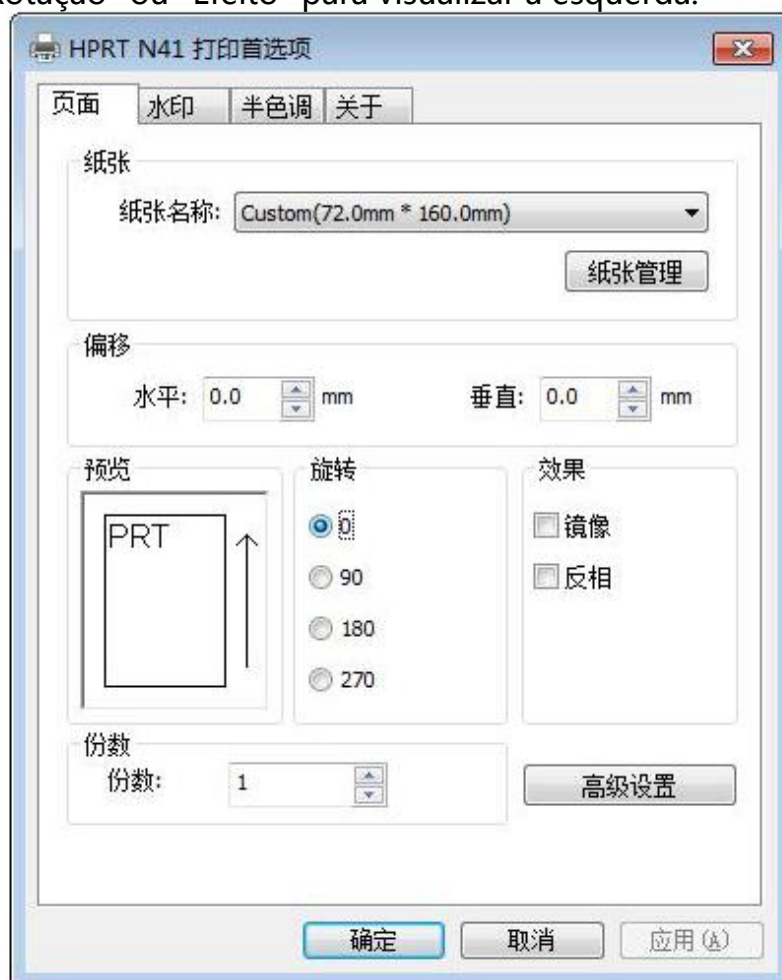 Rotação" ou "Efeito" para visualizar à esquerda.
HPRT N41 打印首选项
页面 水印 半色调 关于
纸张
纸张名称: Custom(72.0mm * 160.0mm)
纸张管理
偏移
水平: 0.0 mm 垂直: 0.0 mm
预览 旋转 效果
PRT
0 镜像
90 反相
180
270
份数
份数: 1 高级设置
确定 取消 应用(A)